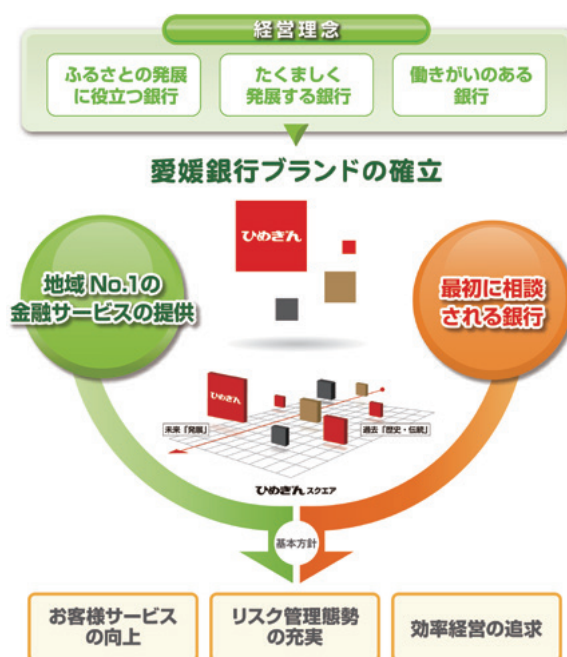 経営理念
ふるさとの発展
に役立つ銀行
たくましく
発展する銀行
働きがいのある
銀行
愛媛銀行ブランドの確立
ひめぎん
地域 No.1の
金融サービスの提供
最初に相談
される銀行
ひめぎん
未来「発展」
過去「歴史・伝統」
ひめぎんスクエア
基本方針
お客様サービス
の向上
リスク管理態勢
の充実
効率経営の追求